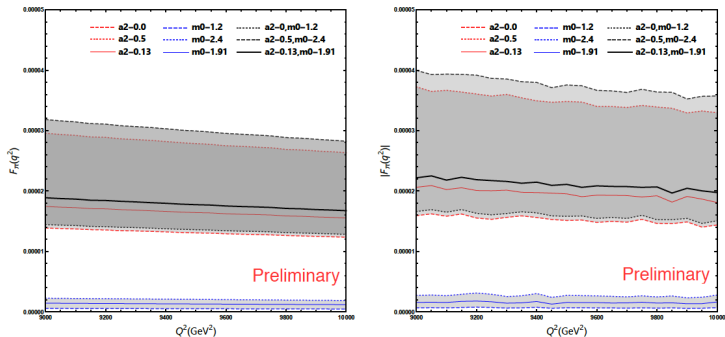 0.00005
0.00004
0.00003
0.00002
0.00001
0.00000
Fπ(q²)
a2-0.0 m0-1.2 a2-0,m0-1.2
a2-0.5 m0-2.4 a2-0.5,m0-2.4
a2-0.13 m0-1.91 a2-0.13,m0-1.91
Preliminary
9000 9200 9400 9600 9800 10000
Q²(GeV²)
0.00005
0.00004
0.00003
0.00002
0.00001
0.00000
|Fπ(q²)|
a2-0.0 m0-1.2 a2-0,m0-1.2
a2-0.5 m0-2.4 a2-0.5,m0-2.4
a2-0.13 m0-1.91 a2-0.13,m0-1.91
Preliminary
9000 9200 9400 9600 9800 10000
Q²(GeV²)